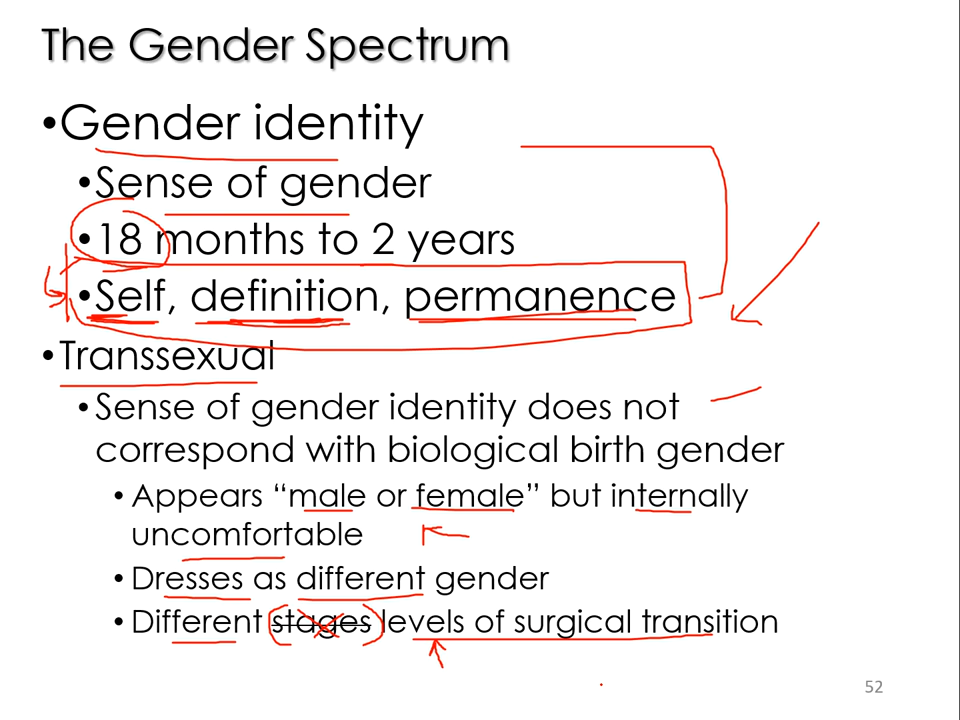 The Gender Spectrum
•Gender identity
•Sense of gender
•18 months to 2 years
•Self, definition, permanence
•Transsexual
•Sense of gender identity does not
correspond with biological birth gender
•Appears “male or female” but internally
uncomfortable
•Dresses as different gender
•Different stages levels of surgical transition
52